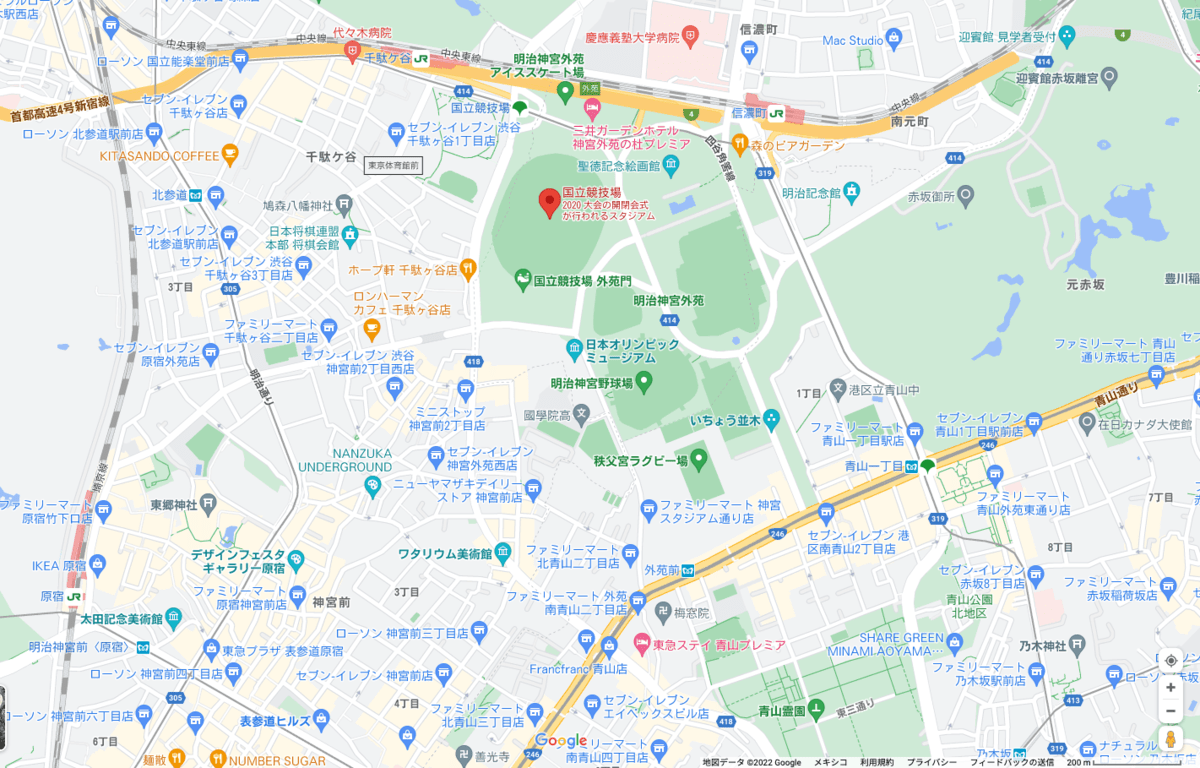 代々木病院
中央東線
慶應義塾大学病院
信濃町
Mac Studio
迎賓館 見学者受付
4
414
ローソン 国立能楽堂前店
千駄ケ谷
中央東線
明治神宮外苑
アイススケート場
外苑
迎賓館赤坂離宮
首都高速4号新宿線
セブン-イレブン
千駄ヶ谷店
414
国立競技場
4
信濃町
中央東線
南元町
ローソン 北参道駅前店
セブン-イレブン 渋谷
千駄ヶ谷1丁目店
三井ガーデンホテル
神宮外苑の杜プレミア
四谷角筈線
森のビアガーデン
KITASANDO COFFEE
千駄ケ谷
東京体育館前
聖徳記念絵画館
319
414
北参道
鳩森八幡神社
国立競技場
2020 大会の開閉会式
が行われるスタジアム
明治記念館
赤坂御所
セブン-イレブン
北参道駅前店
日本将棋連盟
本部 将棋会館
セブン-イレブン 渋谷
千駄ヶ谷3丁目店
ホープ軒 千駄ヶ谷店
国立競技場 外苑門
3丁目
305
ロンハーマン
カフェ 千駄ヶ谷店
明治神宮外苑
414
元赤坂
豊川稲
ファミリーマート
千駄ヶ谷二丁目店
セブン-イレブン
原宿外苑店
セブン-イレブン 渋谷
神宮前2丁目西店
418
日本オリンピック
ミュージアム
ファミリーマート 青山
通り赤坂七丁目店
明治通り
ミニストップ
神宮前2丁目店
明治神宮野球場
國學院高
いちょう並木
1丁目
港区立青山中
青山通り
ファミリーマート
青山一丁目駅店
セブン-イレブン
青山1丁目駅前店
在日カナダ大使館
246
NANZUKA
UNDERGROUND
セブン-イレブン
神宮外苑西店
秩父宮ラグビー場
青山一丁目
ニューヤマザキデイリー
ストア 神宮前店
ファミリーマート
原宿竹下口店
東郷神社
ファミリーマート 神宮
スタジアム通り店
ファミリーマート
青山外苑東通り店
7丁目
319
246
セブン-イレブン 港
区南青山2丁目店
8丁目
デザインフェスタ
ギャラリー原宿
ワタリウム美術館
ファミリーマート
北青山二丁目店
外苑前
IKEA 原宿
セブン-イレブン
赤坂8丁目店
ファミリーマート
赤坂稲荷坂店
原宿
ファミリーマート
原宿神宮前店
神宮前
3丁目
ファミリーマート 外苑
南青山二丁目店
梅窓院
青山公園
北地区
太田記念美術館
ローソン 神宮前三丁目店
明治神宮前〈原宿〉
東急プラザ 表参道原宿
東急ステイ 青山プレミア
SHARE GREEN
MINAMI AOYAMA…
乃木神社
Francfranc 青山店
ローソン 神宮前四丁目店
セブン-イレブン 神宮前店
ファミリーマート
乃木坂駅前店
305
4丁目
セブン-イレブン
エイベックスビル店
青山霊園
東三通り
413
ローソン 神宮前六丁目店
表参道ヒルズ
ファミリーマート
北青山三丁目店
418
6丁目
Google
ファミリーマート
南青山四丁目店
麺散
NUMBER SUGAR
善光寺
246
乃木坂
319
ナチュラル
地図データ ©2022 Google
メキシコ
利用規約
プライバシー
フィードバックの送信
200 m